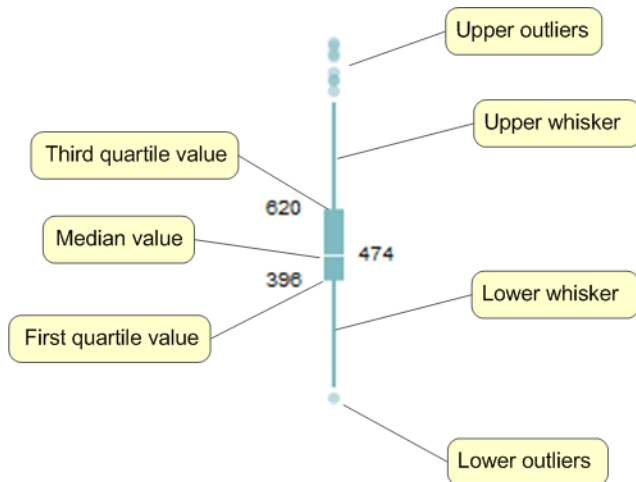 Upper outliers
Upper whisker
Third quartile value
620
Median value
474
396
Lower whisker
First quartile value
Lower outliers